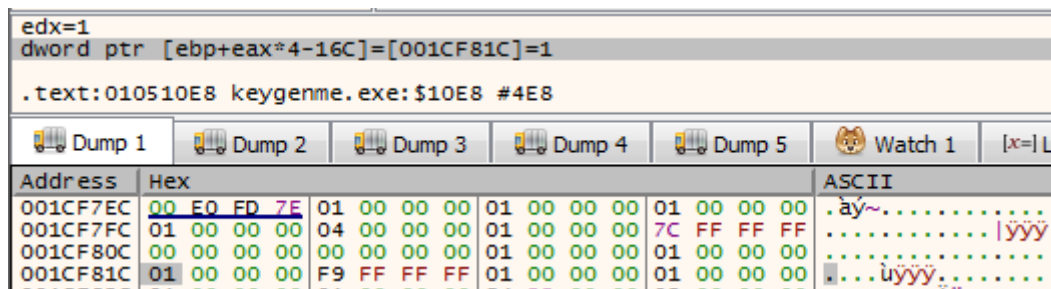 edx=1
dword ptr [ebp+eax*4-16C]=[001CF81C]=1
.text:010510E8 keygenme.exe:$10E8 #4E8
Dump 1 Dump 2 Dump 3 Dump 4 Dump 5 Watch 1 [x=] L
Address Hex ASCII
001CF7EC 00 E0 FD 7E 01 00 00 00 01 00 00 00 01 00 00 00 .àý~............
001CF7FC 01 00 00 00 04 00 00 00 01 00 00 00 7C FF FF FF ............|ÿÿÿ
001CF80C 00 00 00 00 00 00 00 00 01 00 00 00 01 00 00 00 ................
001CF81C 01 00 00 00 F9 FF FF FF 01 00 00 00 01 00 00 00 ....ùÿÿÿ........